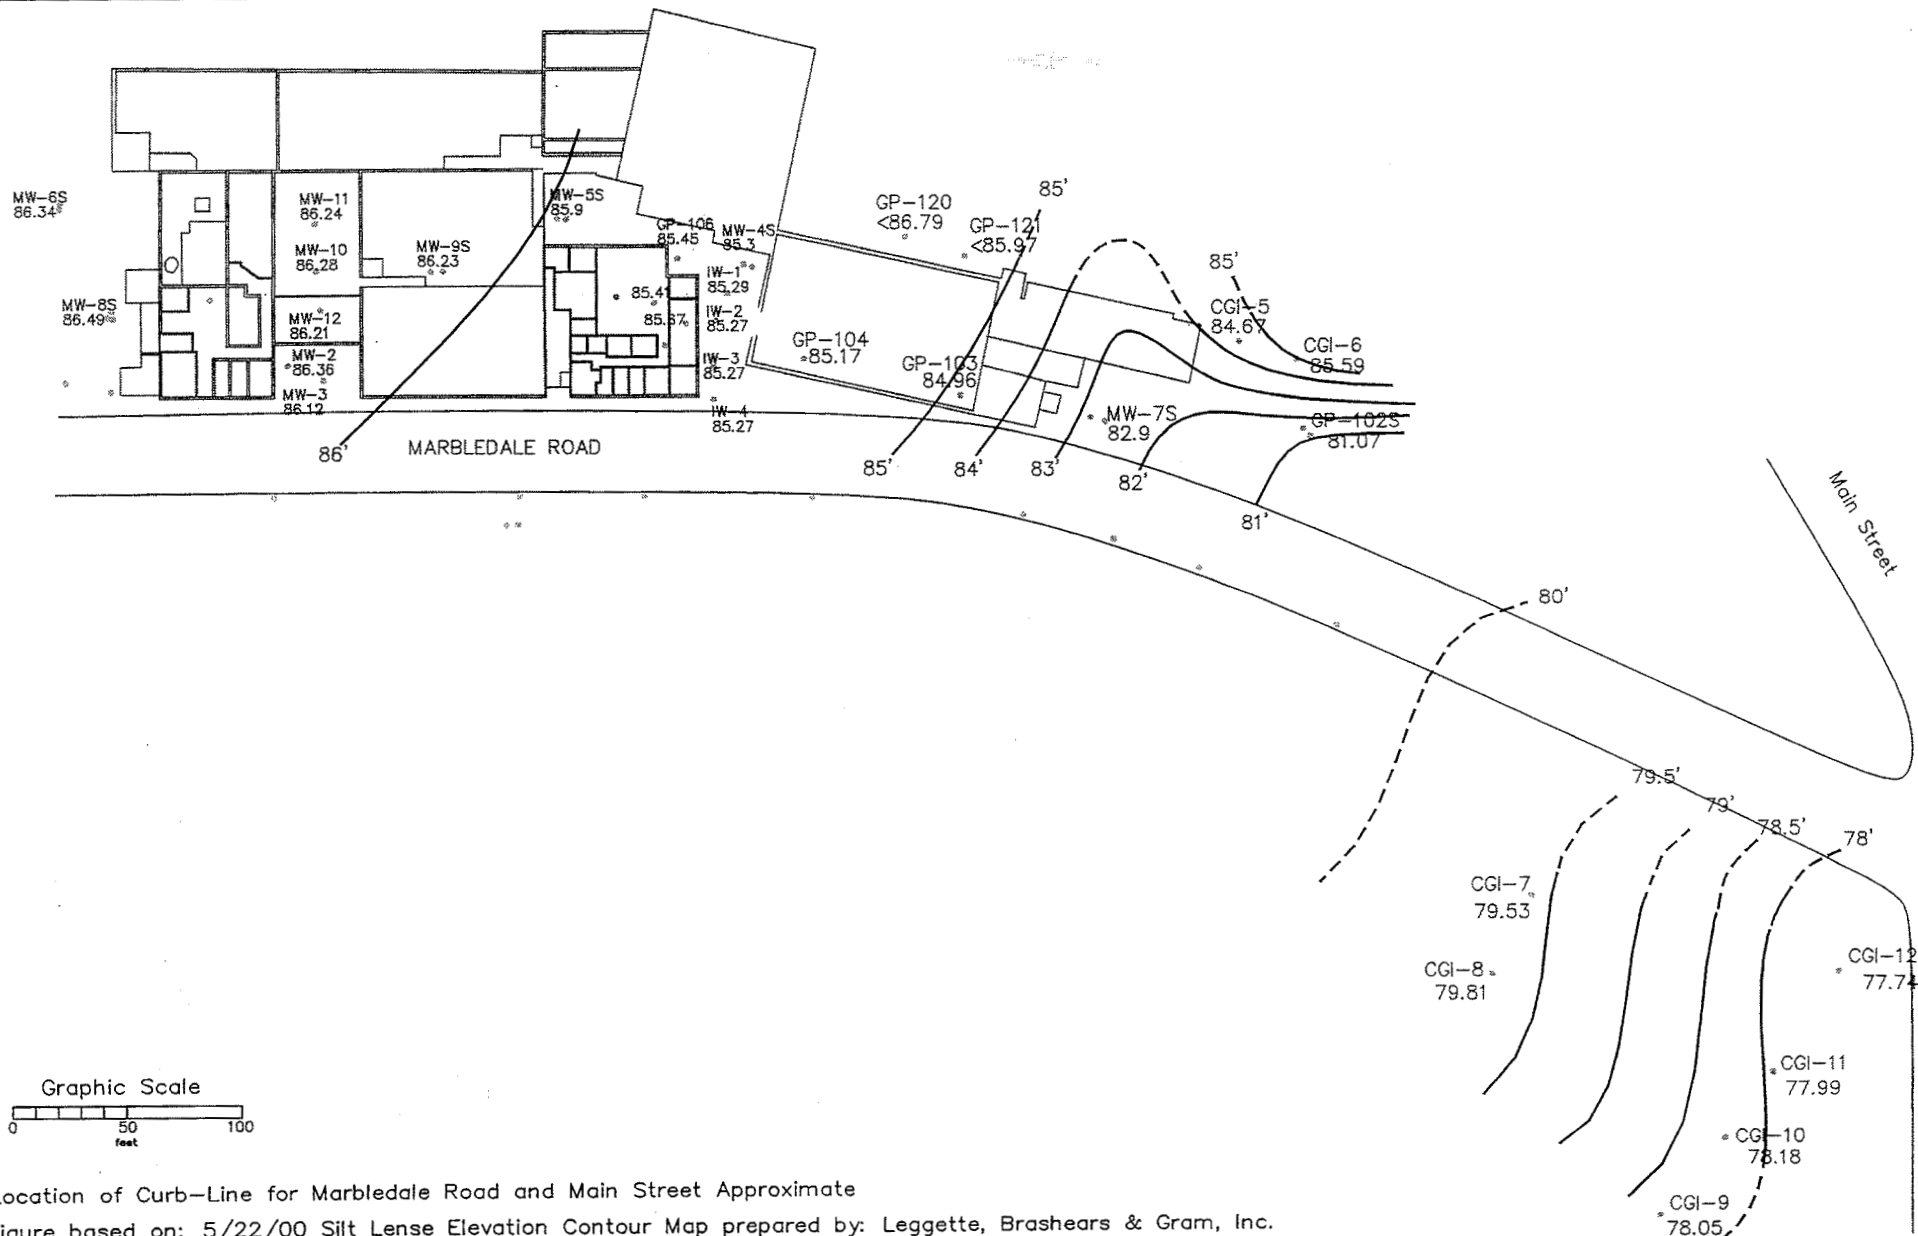 85'
MW-6S
86.34
MW-11
86.24
MW-5S
85.9
GP-120
<86.79
GP-121
<85.97
GP-106
85.45
MW-4S
85.3
MW-10
86.28
MW-9S
86.23
85'
IW-1
85.29
85.41
MW-8S
86.49
MW-12
86.21
IW-2
85.27
CGI-5
84.67
MW-2
86.36
IW-3
85.27
GP-104
85.17
GP-103
84.96
CGI-6
85.59
MW-3
86.12
IW-4
85.27
MW-7S
82.9
GP-102S
81.07
86'
MARBLEDALE ROAD
85'
84'
83'
82'
81'
Main Street
80'
79.5'
79'
78.5'
78'
CGI-7
79.53
CGI-8
79.81
CGI-12
77.74
CGI-11
77.99
CGI-10
78.18
CGI-9
78.05
Graphic Scale
0 50 100
feet
Location of Curb-Line for Marbledale Road and Main Street Approximate
igure based on: 5/22/00 Silt Lense Elevation Contour Map prepared by: Leggette, Brashears & Gram, Inc.